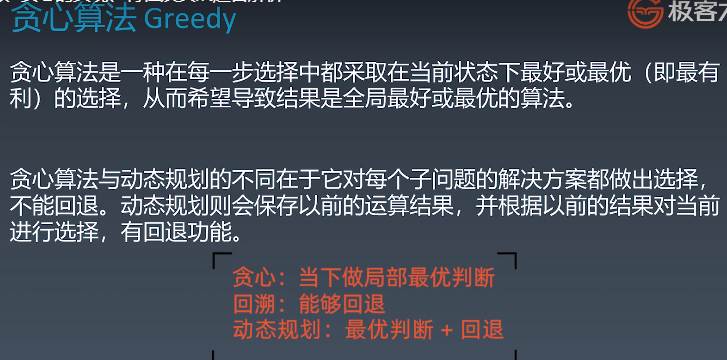 贪心算法 Greedy
极客
贪心算法是一种在每一步选择中都采取在当前状态下最好或最优（即最有
利）的选择，从而希望导致结果是全局最好或最优的算法。
贪心算法与动态规划的不同在于它对每个子问题的解决方案都做出选择，
不能回退。动态规划则会保存以前的运算结果，并根据以前的结果对当前
进行选择，有回退功能。
贪心：当下做局部最优判断
回溯：能够回退
动态规划：最优判断 + 回退